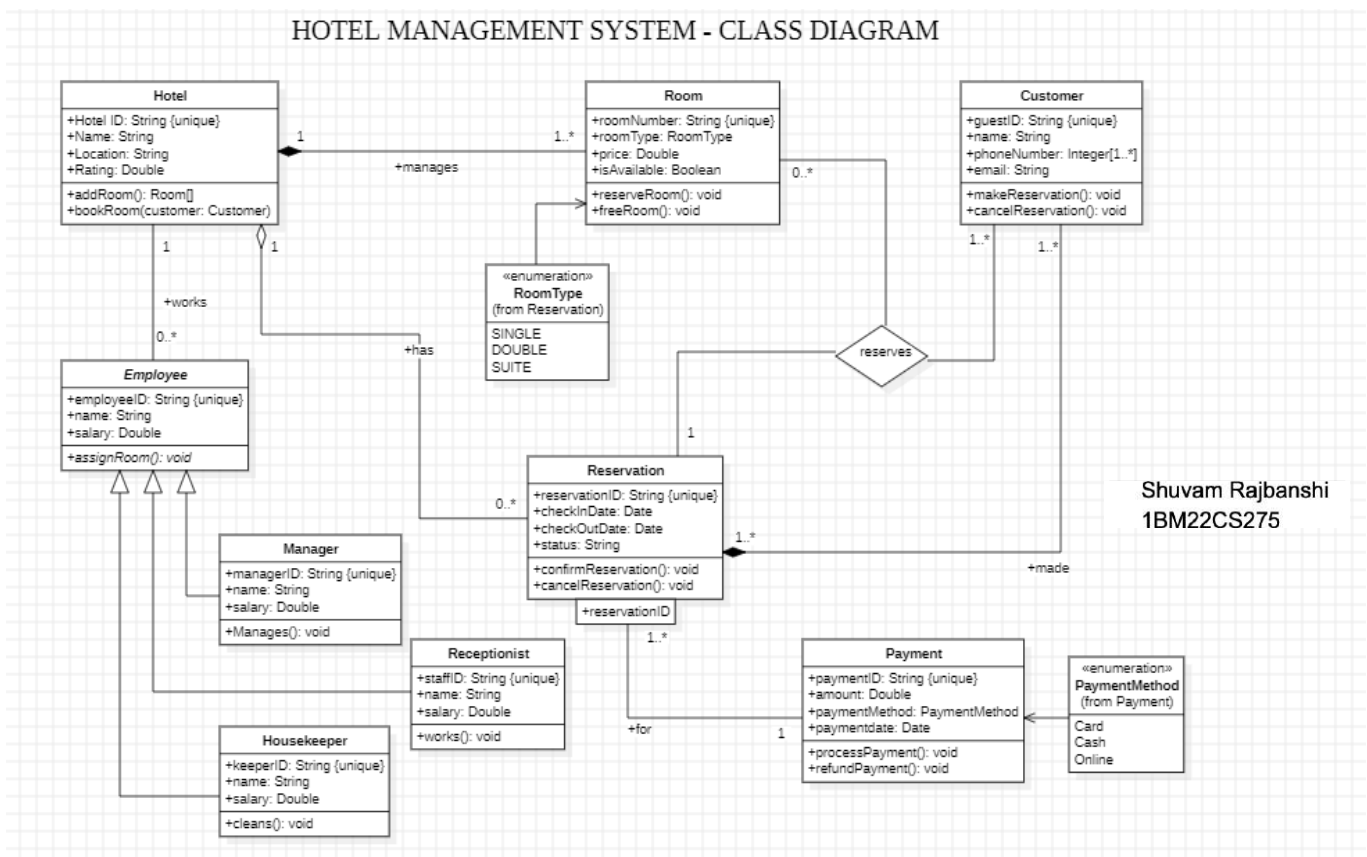 HOTEL MANAGEMENT SYSTEM - CLASS DIAGRAM
Hotel
+Hotel ID: String {unique}
+Name: String
+Location: String
+Rating: Double
+addRoom(): Room[]
+bookRoom(customer: Customer)
1
+manages
1..*
Room
+roomNumber: String {unique}
+roomType: RoomType
+price: Double
+isAvailable: Boolean
+reserveRoom(): void
+freeRoom(): void
0..*
Customer
+guestID: String {unique}
+name: String
+phoneNumber: Integer[1..*]
+email: String
+makeReservation(): void
+cancelReservation(): void
1..*
1..*
1
1
+works
0..*
+has
«enumeration»
RoomType
(from Reservation)
SINGLE
DOUBLE
SUITE
reserves
Employee
+employeeID: String {unique}
+name: String
+salary: Double
+assignRoom(): void
1
0..*
Reservation
+reservationID: String {unique}
+checkInDate: Date
+checkOutDate: Date
+status: String
+confirmReservation(): void
+cancelReservation(): void
+reservationID
1..*
+made
Shuvam Rajbanshi
1BM22CS275
Manager
+managerID: String {unique}
+name: String
+salary: Double
+Manages(): void
Receptionist
+staffID: String {unique}
+name: String
+salary: Double
+works(): void
Housekeeper
+keeperID: String {unique}
+name: String
+salary: Double
+cleans(): void
1..*
+for
1
Payment
+paymentID: String {unique}
+amount: Double
+paymentMethod: PaymentMethod
+paymentdate: Date
+processPayment(): void
+refundPayment(): void
«enumeration»
PaymentMethod
(from Payment)
Card
Cash
Online